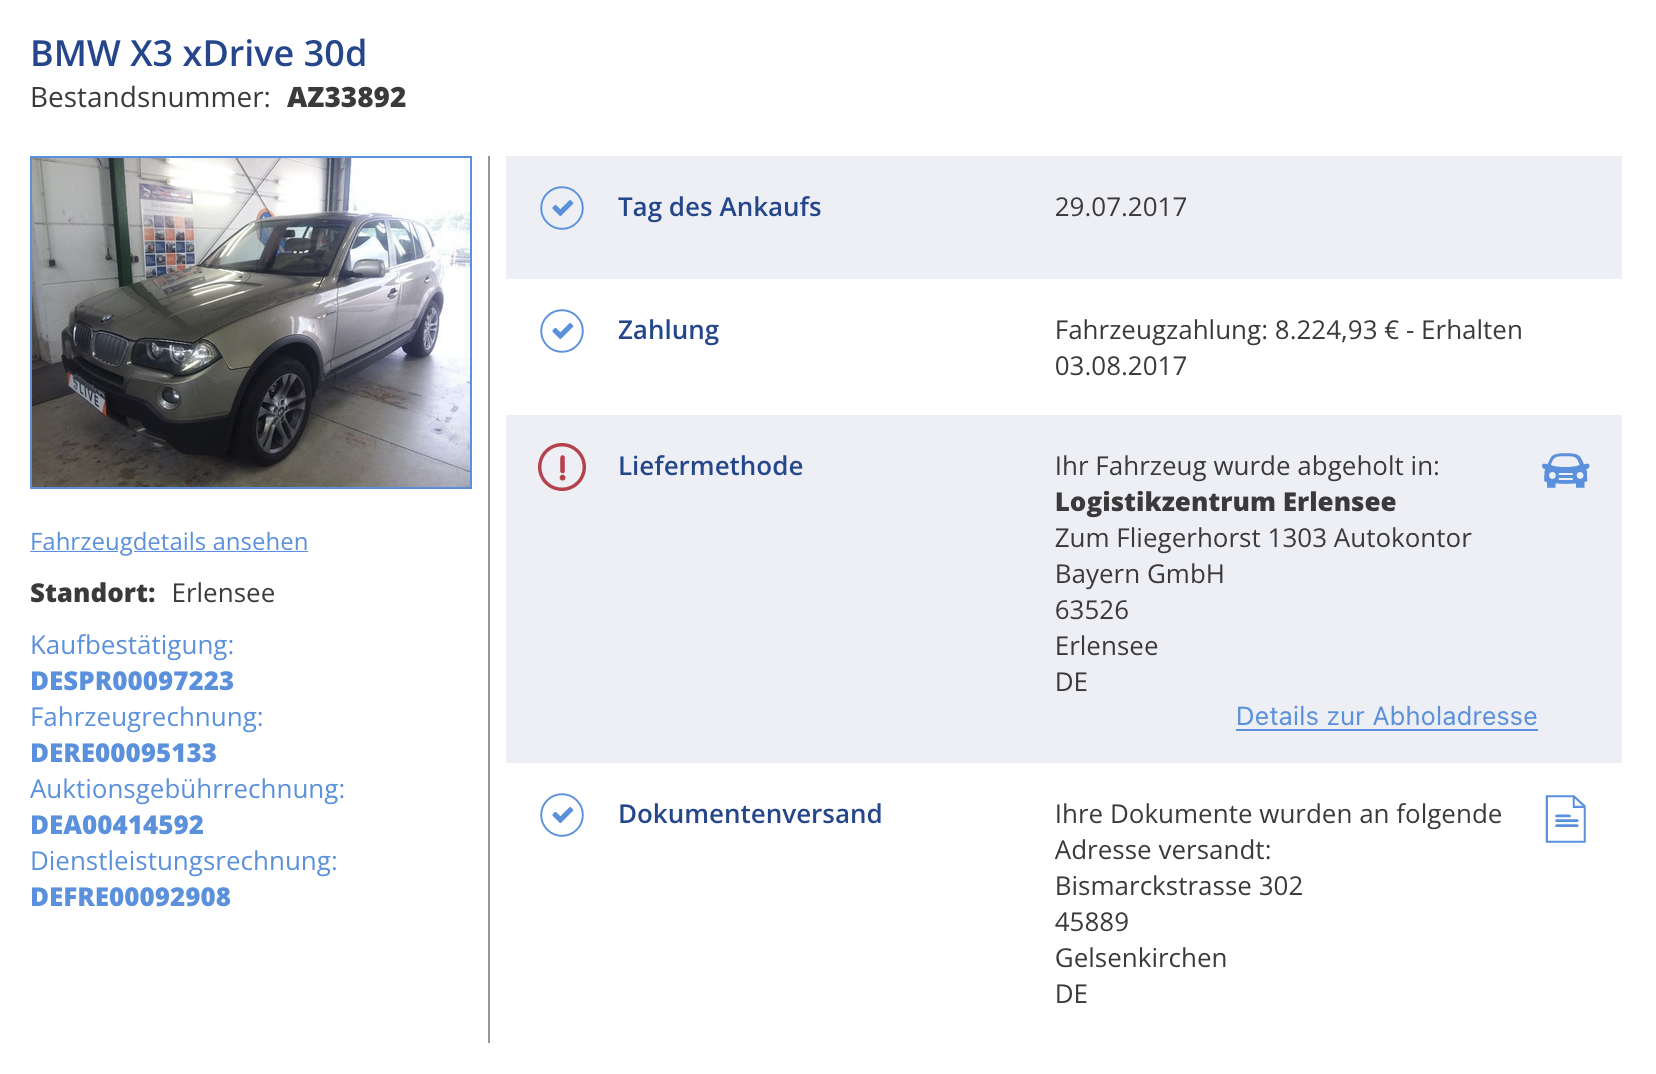 BMW X3 xDrive 30d
Bestandsnummer: AZ33892
Fahrzeugdetails ansehen
Standort: Erlensee
Kaufbestätigung:
DESPR00097223
Fahrzeugrechnung:
DERE00095133
Auktionsgebührrechnung:
DEA00414592
Dienstleistungsrechnung:
DEFRE00092908
Tag des Ankaufs
29.07.2017
Zahlung
Fahrzeugzahlung: 8.224,93 € - Erhalten
03.08.2017
Liefermethode
Ihr Fahrzeug wurde abgeholt in:
Logistikzentrum Erlensee
Zum Fliegerhorst 1303 Autokontor
Bayern GmbH
63526
Erlensee
DE
Details zur Abholadresse
Dokumentenversand
Ihre Dokumente wurden an folgende
Adresse versandt:
Bismarckstrasse 302
45889
Gelsenkirchen
DE